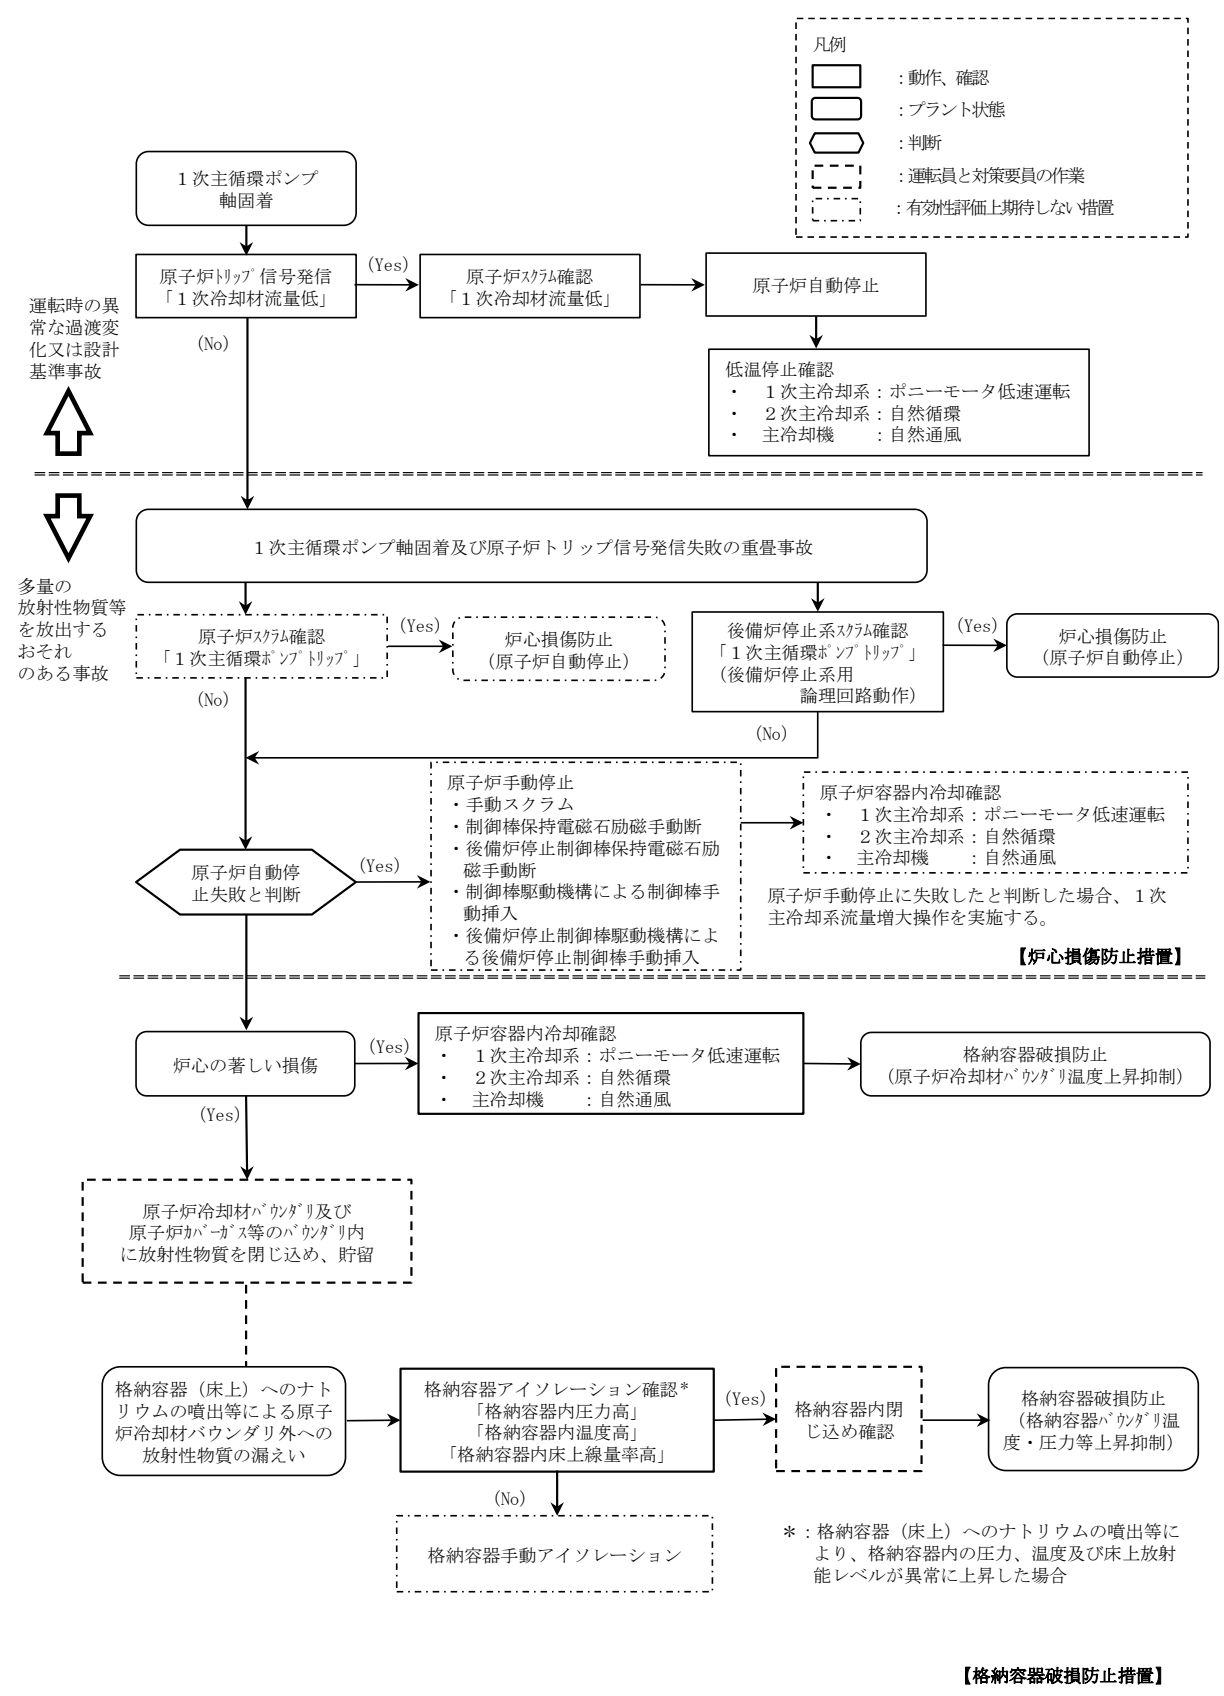 凡例
：動作、確認
：プラント状態
：判断
：運転員と対策要員の作業
：有効性評価上期待しない措置
１次主循環ポンプ
軸固着
原子炉ﾄﾘｯﾌﾟ信号発信
「１次冷却材流量低」
(Yes)
原子炉ｽｸﾗﾑ確認
「１次冷却材流量低」
原子炉自動停止
(No)
低温停止確認
・　１次主冷却系：ポニーモータ低速運転
・　２次主冷却系：自然循環
・　主冷却機　　：自然通風
運転時の異
常な過渡変
化又は設計
基準事故
多量の
放射性物質等
を放出する
おそれ
のある事故
１次主循環ポンプ軸固着及び原子炉トリップ信号発信失敗の重畳事故
原子炉ｽｸﾗﾑ確認
「１次主循環ﾎﾟﾝﾌﾟﾄﾘｯﾌﾟ」
(Yes)
炉心損傷防止
（原子炉自動停止）
後備炉停止系ｽｸﾗﾑ確認
「１次主循環ﾎﾟﾝﾌﾟﾄﾘｯﾌﾟ」
（後備炉停止系用
論理回路動作）
(Yes)
炉心損傷防止
（原子炉自動停止）
(No)
(No)
原子炉自動停
止失敗と判断
(Yes)
原子炉手動停止
・手動スクラム
・制御棒保持電磁石励磁手動断
・後備炉停止制御棒保持電磁石励
磁手動断
・制御棒駆動機構による制御棒手
動挿入
・後備炉停止制御棒駆動機構によ
る後備炉停止制御棒手動挿入
原子炉容器内冷却確認
・　１次主冷却系：ポニーモータ低速運転
・　２次主冷却系：自然循環
・　主冷却機　　：自然通風
原子炉手動停止に失敗したと判断した場合、１次
主冷却系流量増大操作を実施する。
【炉心損傷防止措置】
炉心の著しい損傷
(Yes)
原子炉容器内冷却確認
・　１次主冷却系：ポニーモータ低速運転
・　２次主冷却系：自然循環
・　主冷却機　　：自然通風
格納容器破損防止
（原子炉冷却材ﾊﾞｳﾝﾀﾞﾘ温度上昇抑制）
(Yes)
原子炉冷却材ﾊﾞｳﾝﾀﾞﾘ及び
原子炉ｶﾊﾞｰｶﾞｽ等のﾊﾞｳﾝﾀﾞﾘ内
に放射性物質を閉じ込め、貯留
格納容器（床上）へのナト
リウムの噴出等による原子
炉冷却材バウンダリ外への
放射性物質の漏えい
格納容器アイソレーション確認*
「格納容器内圧力高」
「格納容器内温度高」
「格納容器内床上線量率高」
(Yes)
格納容器内閉
じ込め確認
格納容器破損防止
（格納容器ﾊﾞｳﾝﾀﾞﾘ温
度・圧力等上昇抑制）
(No)
格納容器手動アイソレーション
＊：格納容器（床上）へのナトリウムの噴出等に
より、格納容器内の圧力、温度及び床上放射
能レベルが異常に上昇した場合
【格納容器破損防止措置】